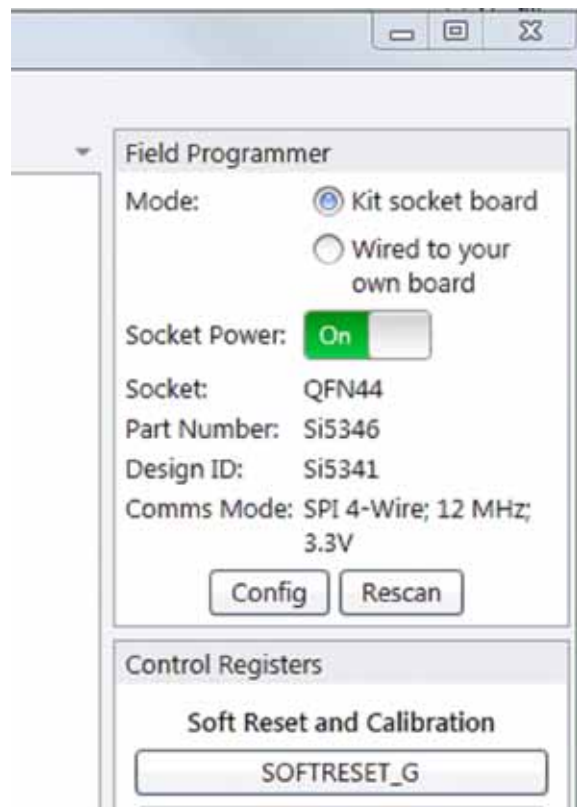 Field Programmer
Mode: Kit socket board
Wired to your
own board
Socket Power: On
Socket: QFN44
Part Number: Si5346
Design ID: Si5341
Comms Mode: SPI 4-Wire; 12 MHz;
3.3V
Config Rescan
Control Registers
Soft Reset and Calibration
SOFTRESET_G